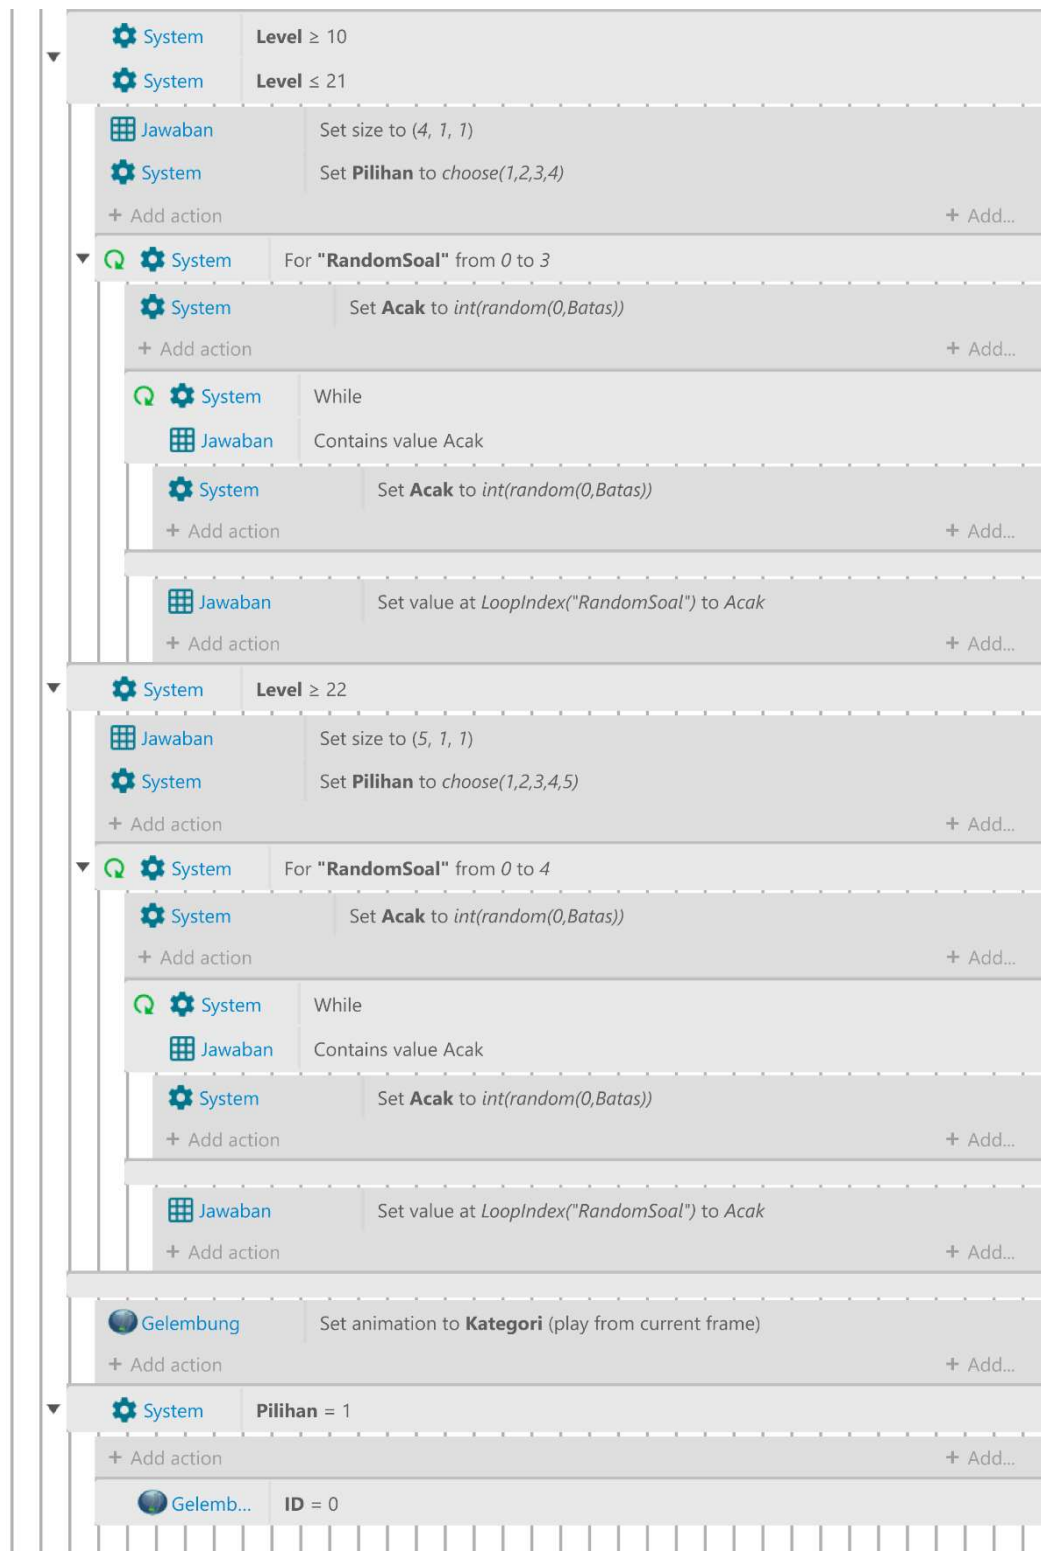 System Level ≥ 10
System Level ≤ 21
Jawaban Set size to (4, 1, 1)
System Set Pilihan to choose(1,2,3,4)
+ Add action + Add...
System For "RandomSoal" from 0 to 3
System Set Acak to int(random(0,Batas))
+ Add action + Add...
System While
Jawaban Contains value Acak
System Set Acak to int(random(0,Batas))
+ Add action + Add...
Jawaban Set value at LoopIndex("RandomSoal") to Acak
+ Add action + Add...
System Level ≥ 22
Jawaban Set size to (5, 1, 1)
System Set Pilihan to choose(1,2,3,4,5)
+ Add action + Add...
System For "RandomSoal" from 0 to 4
System Set Acak to int(random(0,Batas))
+ Add action + Add...
System While
Jawaban Contains value Acak
System Set Acak to int(random(0,Batas))
+ Add action + Add...
Jawaban Set value at LoopIndex("RandomSoal") to Acak
+ Add action + Add...
Gelembung Set animation to Kategori (play from current frame)
+ Add action + Add...
System Pilihan = 1
+ Add action + Add...
Gelemb... ID = 0